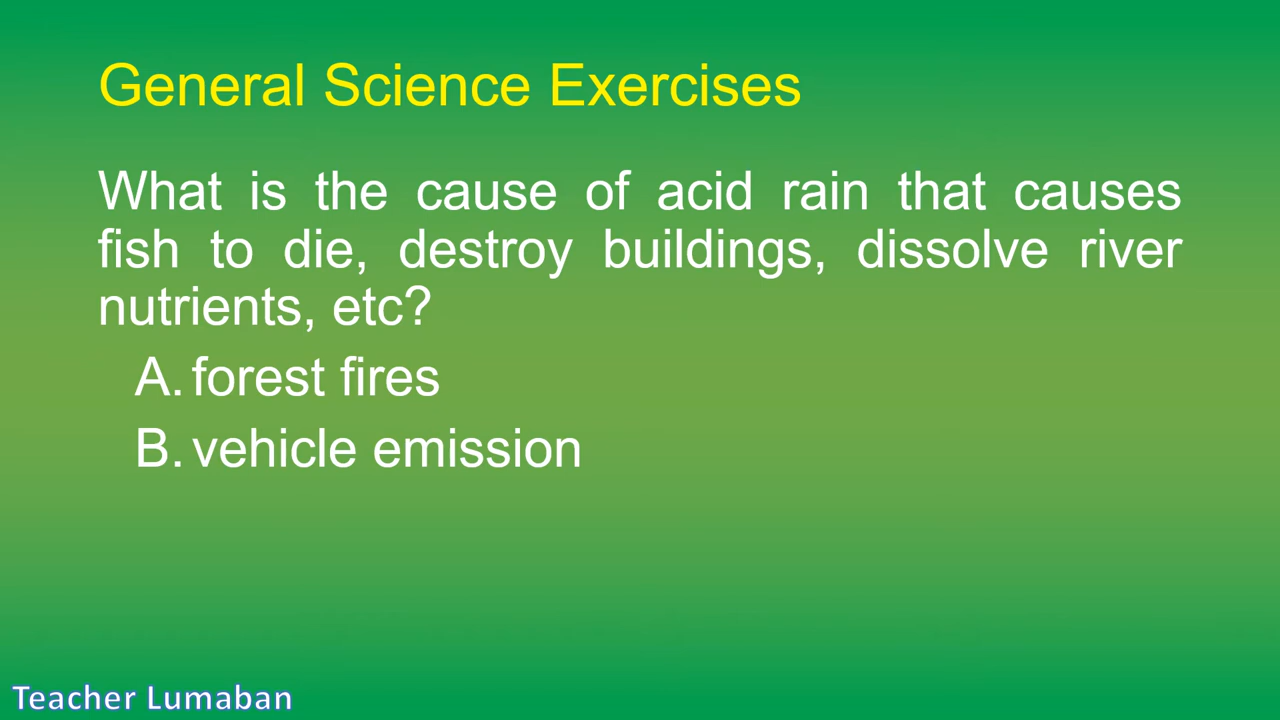 General Science Exercises
What is the cause of acid rain that causes
fish to die, destroy buildings, dissolve river
nutrients, etc?
A. forest fires
B. vehicle emission
Teacher Lumaban